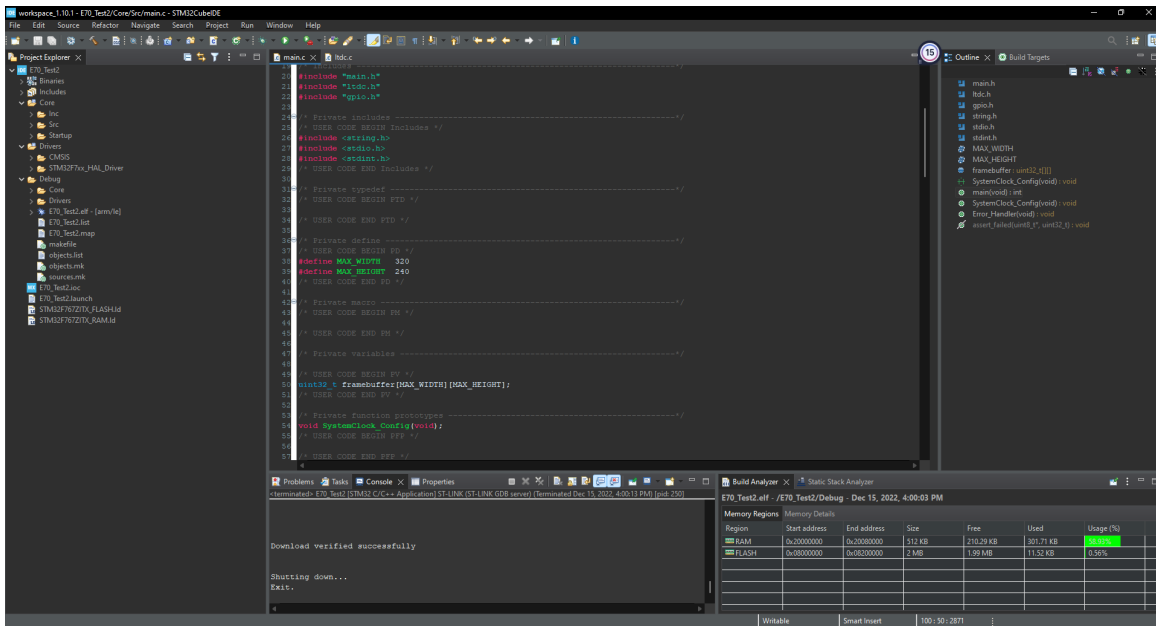 workspace_1.10.1 - E70_Test2/Core/Src/main.c - STM32CubeIDE
File Edit Source Refactor Navigate Search Project Run Window Help
Project Explorer
E70_Test2
Binaries
Includes
Core
Inc
Src
Startup
Drivers
CMSIS
STM32F7xx_HAL_Driver
Debug
Core
Drivers
E70_Test2.elf - [arm/le]
E70_Test2.list
E70_Test2.map
makefile
objects.list
objects.mk
sources.mk
E70_Test2.ioc
E70_Test2.launch
STM32F767ZITX_FLASH.ld
STM32F767ZITX_RAM.ld
main.c ltdc.c
20 #include "main.h"
21 #include "ltdc.h"
22 #include "gpio.h"
23
24 /* Private includes ----------------------------------------------------------*/
25 /* USER CODE BEGIN Includes */
26 #include <string.h>
27 #include <stdio.h>
28 #include <stdint.h>
29 /* USER CODE END Includes */
30
31 /* Private typedef -----------------------------------------------------------*/
32 /* USER CODE BEGIN PTD */
33
34 /* USER CODE END PTD */
35
36 /* Private define ------------------------------------------------------------*/
37 /* USER CODE BEGIN PD */
38 #define MAX_WIDTH 320
39 #define MAX_HEIGHT 240
40 /* USER CODE END PD */
41
42 /* Private macro -------------------------------------------------------------*/
43 /* USER CODE BEGIN PM */
44
45 /* USER CODE END PM */
46
47 /* Private variables ---------------------------------------------------------*/
48
49 /* USER CODE BEGIN PV */
50 uint32_t framebuffer[MAX_WIDTH][MAX_HEIGHT];
51 /* USER CODE END PV */
52
53 /* Private function prototypes -----------------------------------------------*/
54 void SystemClock_Config(void);
55 /* USER CODE BEGIN PFP */
56
57 /* USER CODE END PFP */
15
Outline Build Targets
main.h
ltdc.h
gpio.h
string.h
stdio.h
stdint.h
MAX_WIDTH
MAX_HEIGHT
framebuffer : uint32_t[][]
SystemClock_Config(void) : void
main(void) : int
SystemClock_Config(void) : void
Error_Handler(void) : void
assert_failed(uint8_t*, uint32_t) : void
Problems Tasks Console Properties
<terminated> E70_Test2 [STM32 C/C++ Application] ST-LINK (ST-LINK GDB server) (Terminated Dec 15, 2022, 4:00:13 PM) [pid: 250]
Download verified successfully
Shutting down...
Exit.
Build Analyzer Static Stack Analyzer
E70_Test2.elf - /E70_Test2/Debug - Dec 15, 2022, 4:00:03 PM
Memory Regions Memory Details
Region Start address End address Size Free Used Usage (%)
RAM 0x20000000 0x20080000 512 KB 210.29 KB 301.71 KB 58.93%
FLASH 0x08000000 0x08200000 2 MB 1.99 MB 11.52 KB 0.56%
Writable Smart Insert 100 : 50 : 2871